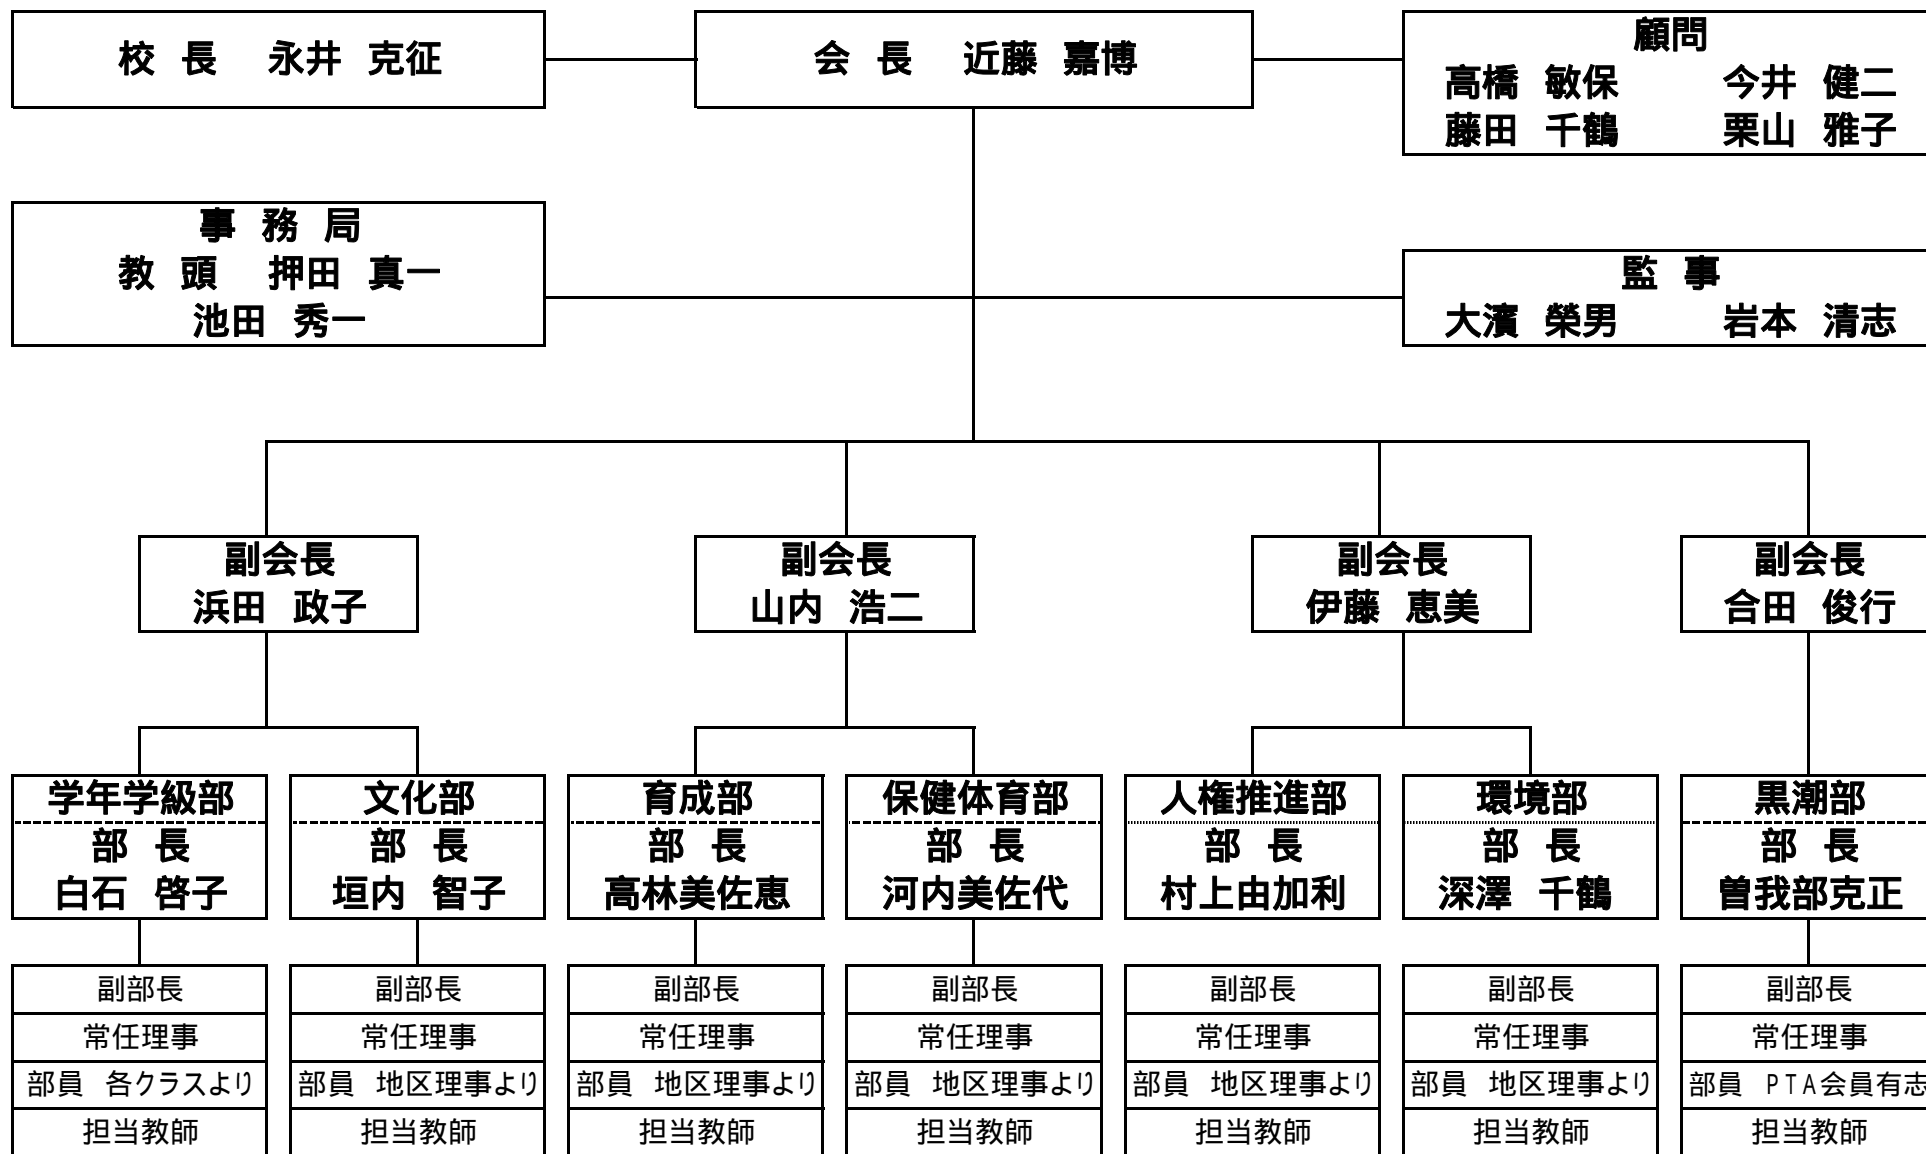 校 長 永井 克征
会 長 近藤 嘉博
顧問
高橋 敏保 今井 健二
藤田 千鶴 栗山 雅子
事 務 局
教 頭 押田 真一
池田 秀一
監 事
大濱 榮男 岩本 清志
副会長
浜田 政子
副会長
山内 浩二
副会長
伊藤 恵美
副会長
合田 俊行
学年学級部
部 長
白石 啓子
文化部
部 長
垣内 智子
育成部
部 長
高林美佐恵
保健体育部
部 長
河内美佐代
人権推進部
部 長
村上由加利
環境部
部 長
深澤 千鶴
黒潮部
部 長
曽我部克正
副部長
常任理事
部員 各クラスより
担当教師
副部長
常任理事
部員 地区理事より
担当教師
副部長
常任理事
部員 地区理事より
担当教師
副部長
常任理事
部員 地区理事より
担当教師
副部長
常任理事
部員 地区理事より
担当教師
副部長
常任理事
部員 地区理事より
担当教師
副部長
常任理事
部員 PTA会員有志
担当教師